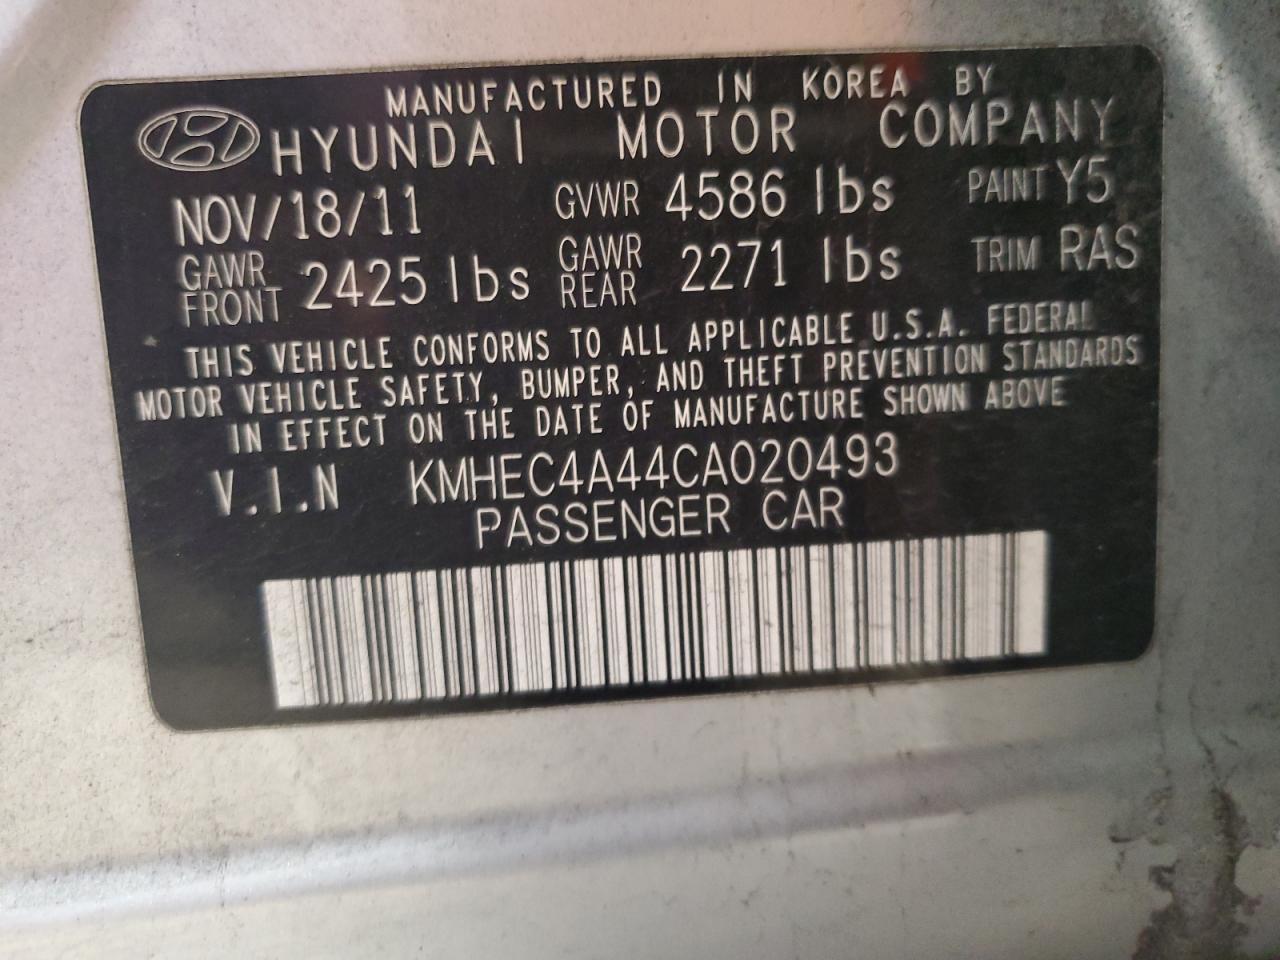 MANUFACTURED IN KOREA BY
HYUNDAI MOTOR COMPANY
NOV/18/11 GVWR 4586 lbs PAINT Y5
GAWR FRONT 2425 lbs GAWR REAR 2271 lbs TRIM RAS
THIS VEHICLE CONFORMS TO ALL APPLICABLE U.S.A. FEDERAL
MOTOR VEHICLE SAFETY, BUMPER, AND THEFT PREVENTION STANDARDS
IN EFFECT ON THE DATE OF MANUFACTURE SHOWN ABOVE
V.I.N KMHEC4A44CA020493
PASSENGER CAR